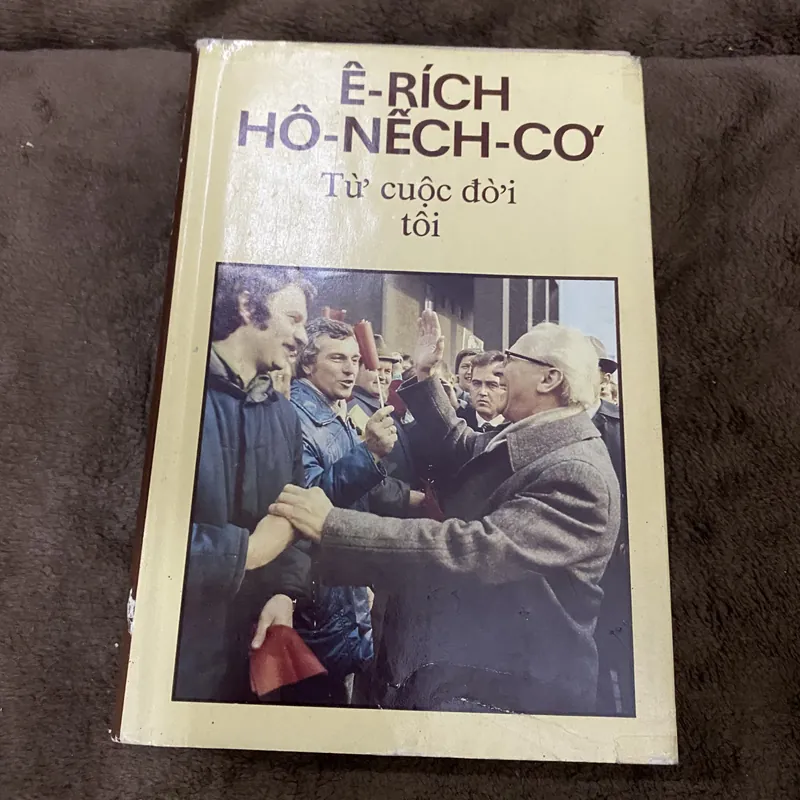 Ê-RÍCH
HÔ-NẾCH-CƠ
Từ cuộc đời
tôi